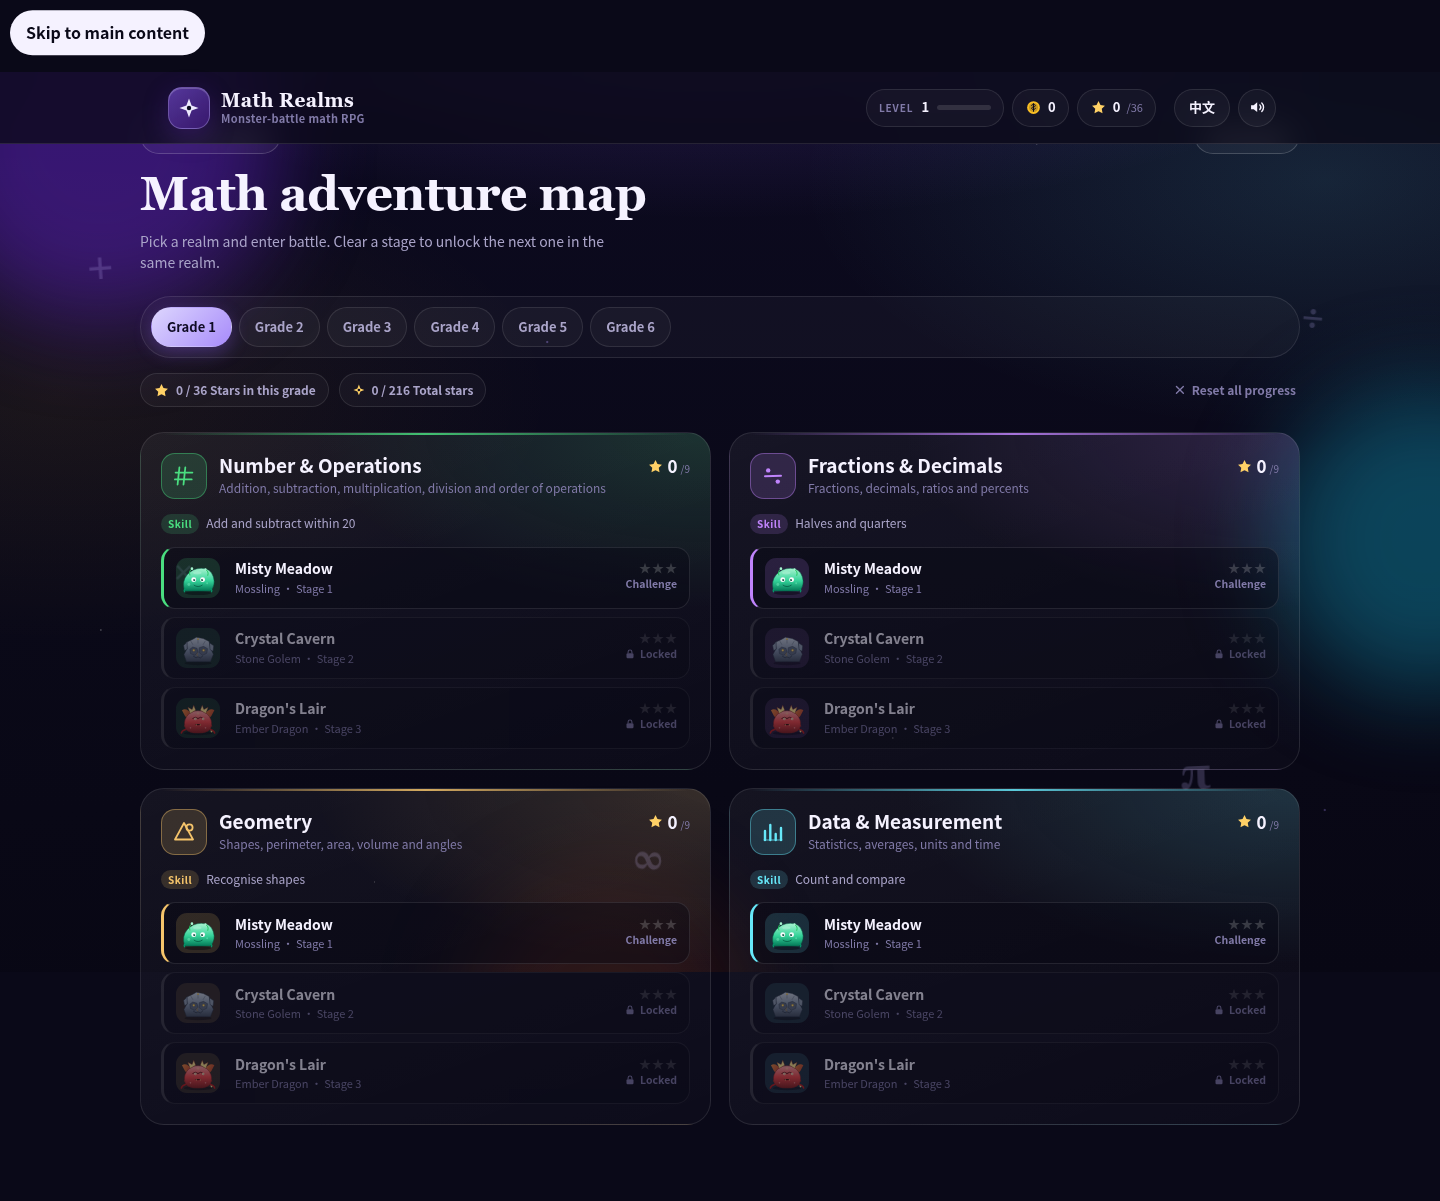 Skip to main content
Math Realms
Monster-battle math RPG
LEVEL 1
0
0 /36
中文
Math adventure map
Pick a realm and enter battle. Clear a stage to unlock the next one in the
same realm.
Grade 1
Grade 2
Grade 3
Grade 4
Grade 5
Grade 6
0 / 36 Stars in this grade
0 / 216 Total stars
Reset all progress
Number & Operations
0 /9
Addition, subtraction, multiplication, division and order of operations
Skill Add and subtract within 20
Misty Meadow
Mossling • Stage 1
Challenge
Crystal Cavern
Stone Golem • Stage 2
Locked
Dragon's Lair
Ember Dragon • Stage 3
Locked
Fractions & Decimals
0 /9
Fractions, decimals, ratios and percents
Skill Halves and quarters
Misty Meadow
Mossling • Stage 1
Challenge
Crystal Cavern
Stone Golem • Stage 2
Locked
Dragon's Lair
Ember Dragon • Stage 3
Locked
Geometry
0 /9
Shapes, perimeter, area, volume and angles
Skill Recognise shapes
Misty Meadow
Mossling • Stage 1
Challenge
Crystal Cavern
Stone Golem • Stage 2
Locked
Dragon's Lair
Ember Dragon • Stage 3
Locked
Data & Measurement
0 /9
Statistics, averages, units and time
Skill Count and compare
Misty Meadow
Mossling • Stage 1
Challenge
Crystal Cavern
Stone Golem • Stage 2
Locked
Dragon's Lair
Ember Dragon • Stage 3
Locked